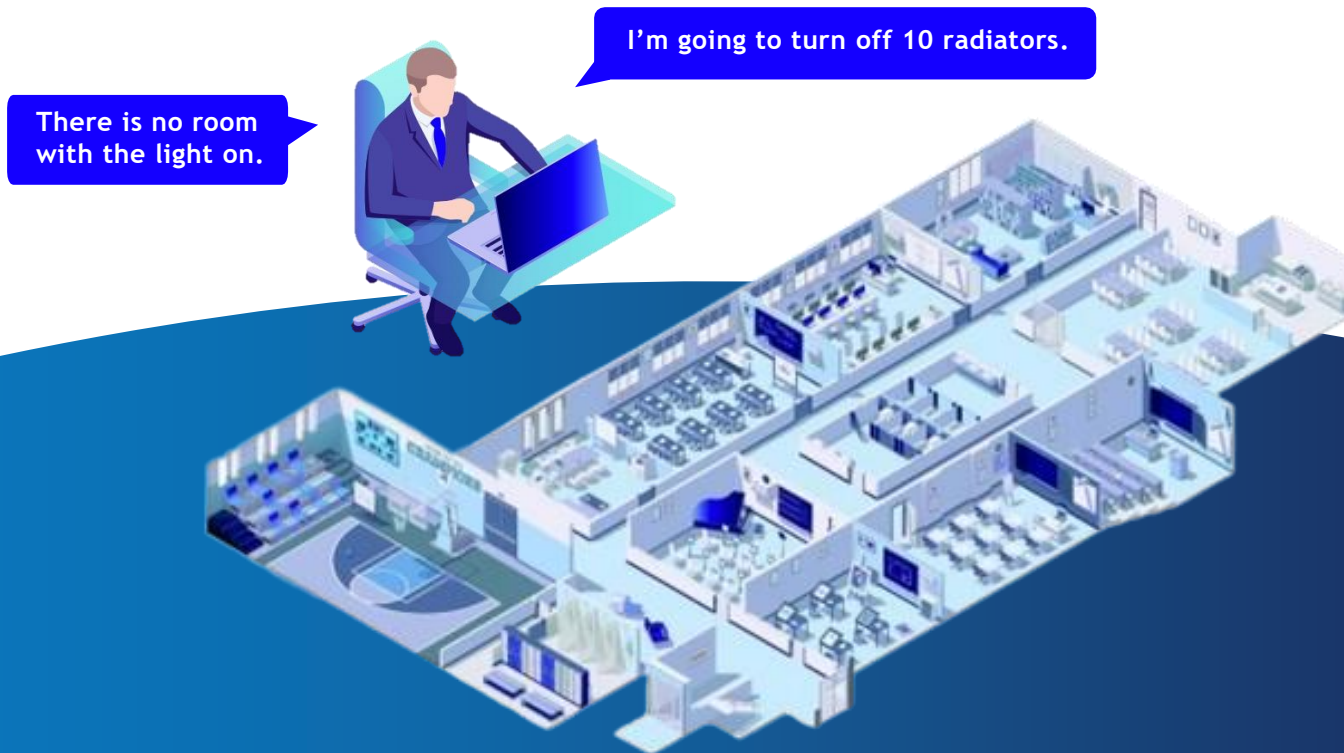 I’m going to turn off 10 radiators.
There is no room
with the light on.